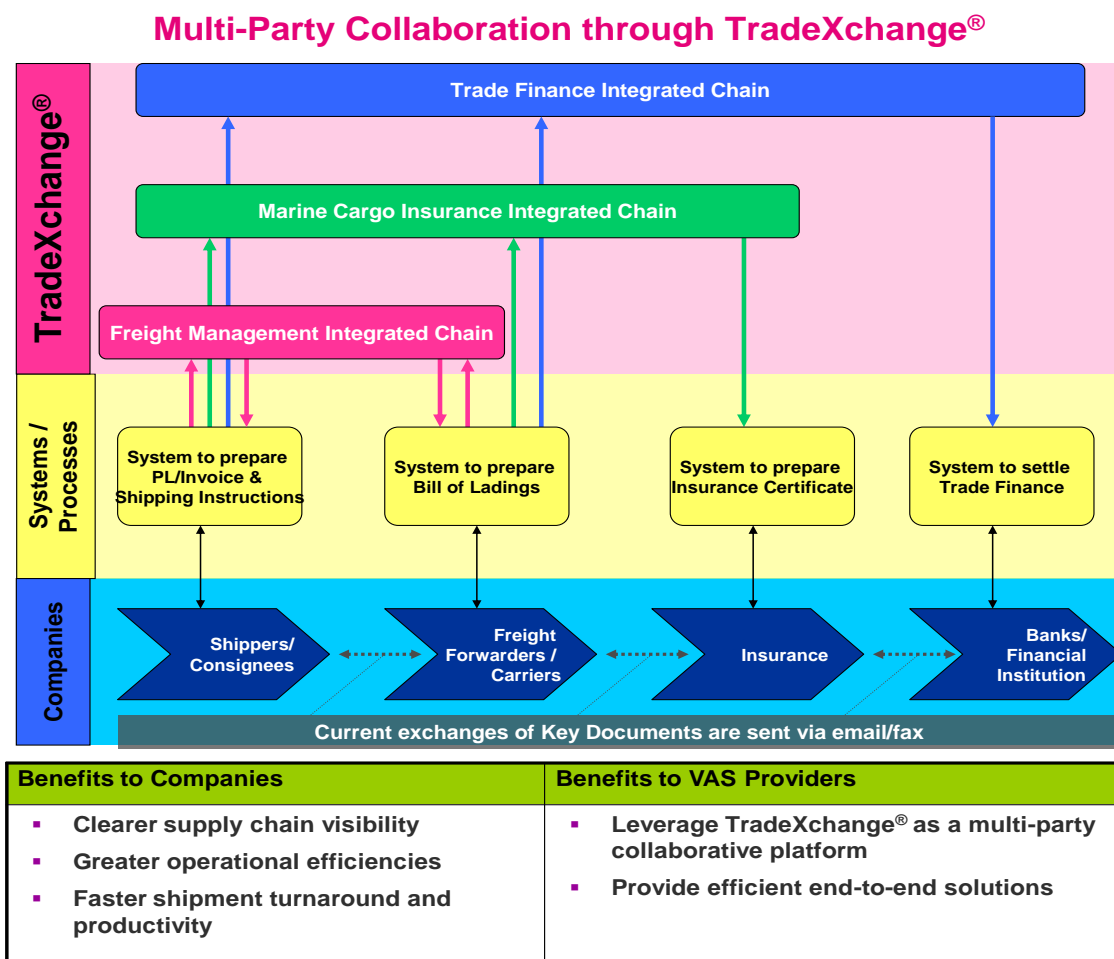 Multi-Party Collaboration through TradeXchange®
TradeXchange®
Trade Finance Integrated Chain
Marine Cargo Insurance Integrated Chain
Freight Management Integrated Chain
Systems /
Processes
System to prepare
PL/Invoice &
Shipping Instructions
System to prepare
Bill of Ladings
System to prepare
Insurance Certificate
System to settle
Trade Finance
Companies
Shippers/
Consignees
Freight
Forwarders /
Carriers
Insurance
Banks/
Financial
Institution
Current exchanges of Key Documents are sent via email/fax
Benefits to Companies
▪ Clearer supply chain visibility
▪ Greater operational efficiencies
▪ Faster shipment turnaround and
productivity
Benefits to VAS Providers
▪ Leverage TradeXchange® as a multi-party
collaborative platform
▪ Provide efficient end-to-end solutions